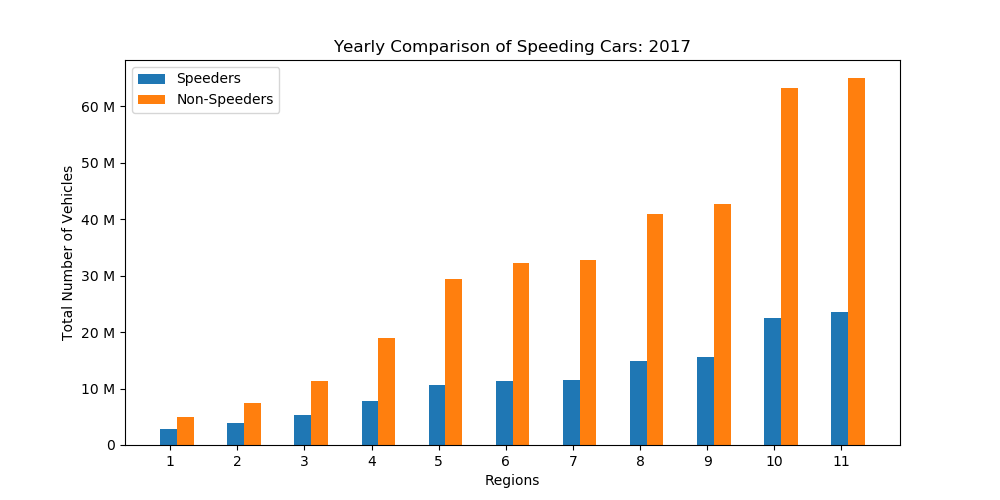 Yearly Comparison of Speeding Cars: 2017
Speeders
Non-Speeders
Total Number of Vehicles
60 M
50 M
40 M
30 M
20 M
10 M
0
1 2 3 4 5 6 7 8 9 10 11
Regions